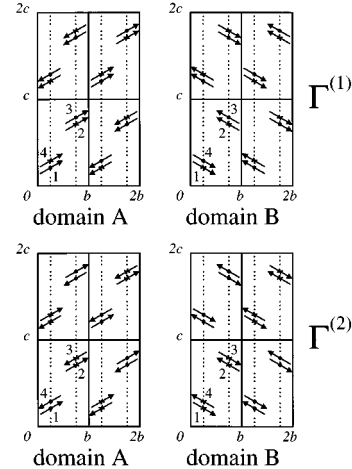 2c 2c
c c
3 3
2 2
4 4
1 1
0 b 2b 0 b 2b
domain A domain B
Γ(1)
2c 2c
c c
3 3
2 2
4 4
1 1
0 b 2b 0 b 2b
domain A domain B
Γ(2)